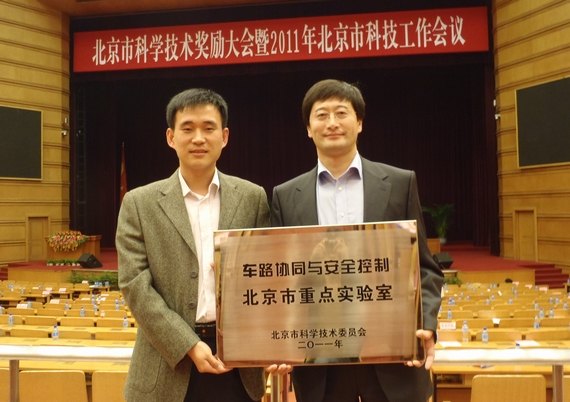 北京市科学技术奖励大会暨2011年北京市科技工作会议
车路协同与安全控制
北京市重点实验室
北京市科学技术委员会
二〇一一年